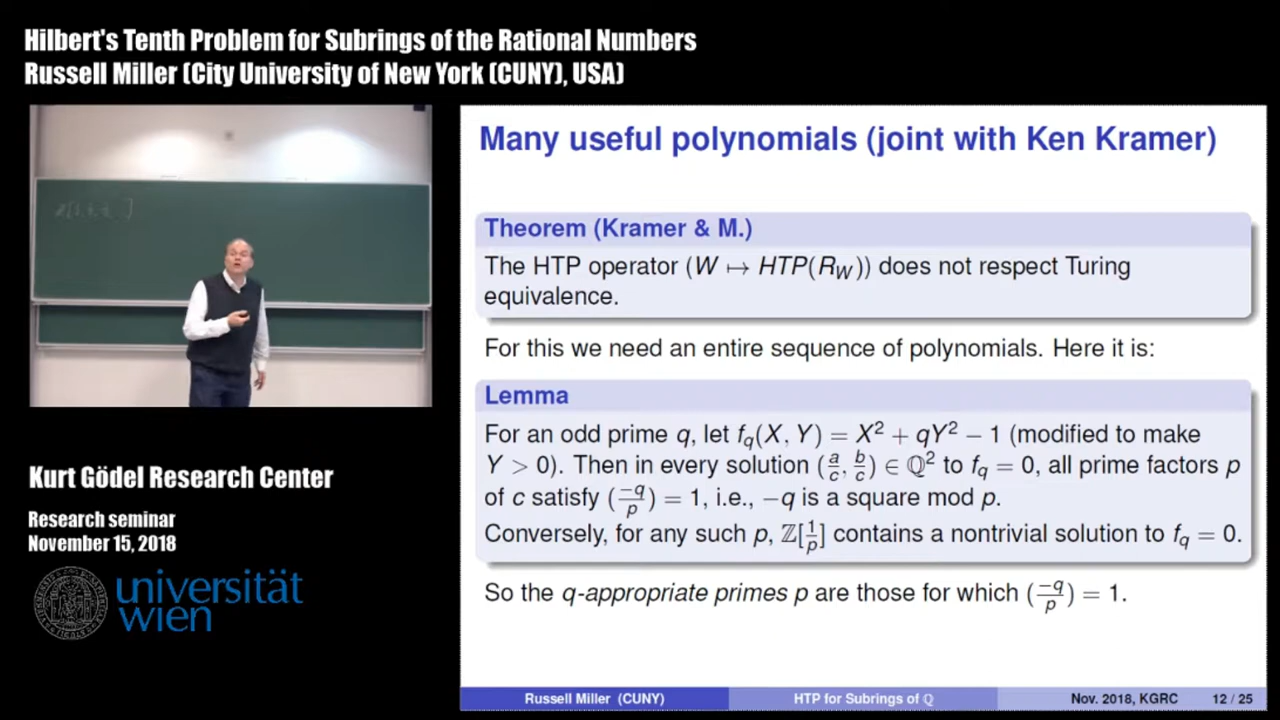 Hilbert's Tenth Problem for Subrings of the Rational Numbers
Russell Miller (City University of New York (CUNY), USA)
Many useful polynomials (joint with Ken Kramer)
Theorem (Kramer & M.)
The HTP operator (W ↦ HTP(R_W)) does not respect Turing
equivalence.
For this we need an entire sequence of polynomials. Here it is:
Lemma
For an odd prime q, let f_q(X, Y) = X² + qY² − 1 (modified to make
Y > 0). Then in every solution (a/c, b/c) ∈ ℚ² to f_q = 0, all prime factors p
of c satisfy (−q/p) = 1, i.e., −q is a square mod p.
Conversely, for any such p, ℤ[1/p] contains a nontrivial solution to f_q = 0.
So the q-appropriate primes p are those for which (−q/p) = 1.
Kurt Gödel Research Center
Research seminar
November 15, 2018
universität
wien
Russell Miller (CUNY)
HTP for Subrings of ℚ
Nov. 2018, KGRC
12 / 25